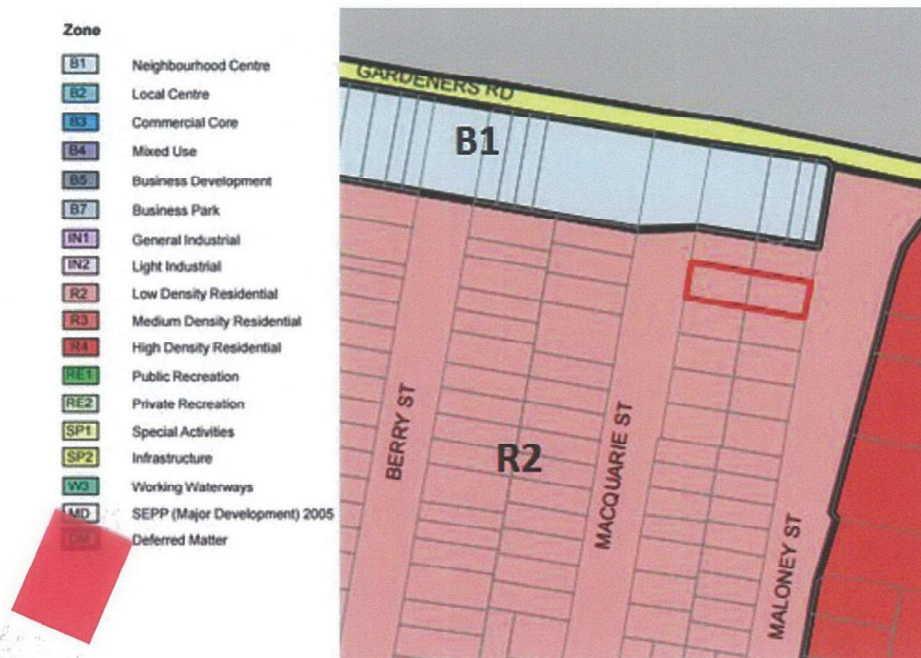 Zone
B1 Neighbourhood Centre
B2 Local Centre
B3 Commercial Core
B4 Mixed Use
B5 Business Development
B7 Business Park
IN1 General Industrial
IN2 Light Industrial
R2 Low Density Residential
R3 Medium Density Residential
R4 High Density Residential
RE1 Public Recreation
RE2 Private Recreation
SP1 Special Activities
SP2 Infrastructure
W3 Working Waterways
MD SEPP (Major Development) 2005
DM Deferred Matter
GARDENERS RD
B1
R2
BERRY ST
MACQUARIE ST
MALONEY ST